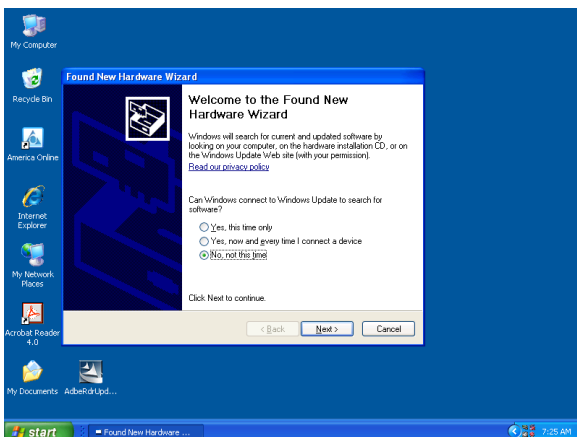 My Computer
Recycle Bin
America Online
Internet
Explorer
My Network
Places
Acrobat Reader
4.0
My Documents
AdbeRdrUpd...
Found New Hardware Wizard
Welcome to the Found New
Hardware Wizard
Windows will search for current and updated software by
looking on your computer, on the hardware installation CD, or on
the Windows Update Web site (with your permission).
Read our privacy policy
Can Windows connect to Windows Update to search for
software?
Yes, this time only
Yes, now and every time I connect a device
No, not this time
Click Next to continue.
< Back
Next >
Cancel
start
Found New Hardware ...
7:25 AM